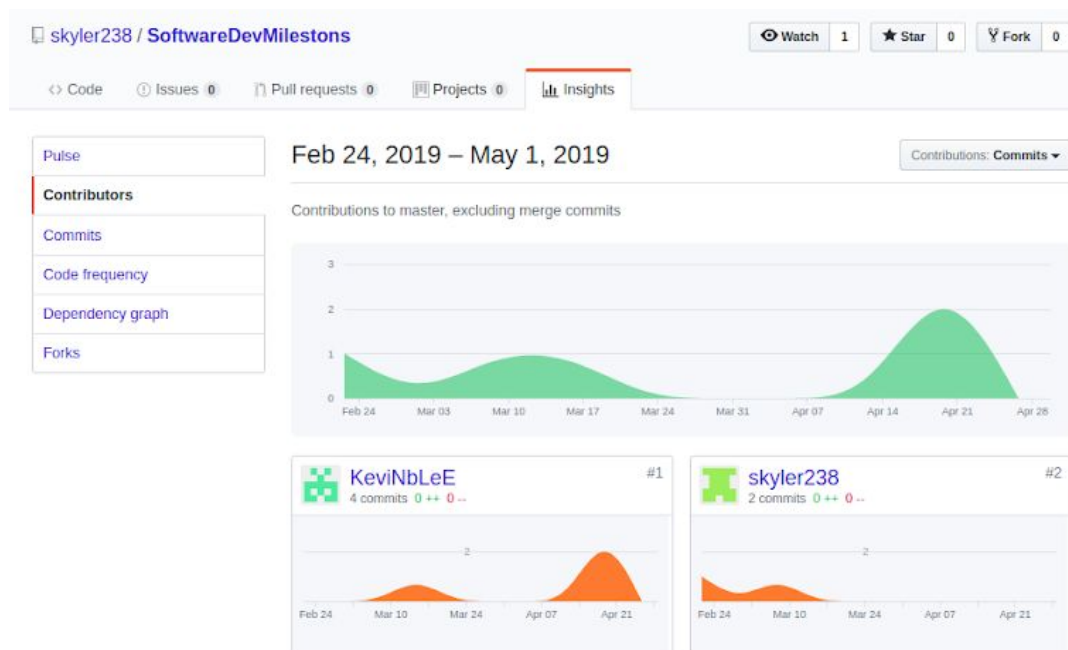 skyler238 / SoftwareDevMilestons
Watch 1 Star 0 Fork 0
Code Issues 0 Pull requests 0 Projects 0 Insights
Pulse
Contributors
Commits
Code frequency
Dependency graph
Forks
Feb 24, 2019 – May 1, 2019
Contributions: Commits
Contributions to master, excluding merge commits
3
2
1
0
Feb 24 Mar 03 Mar 10 Mar 17 Mar 24 Mar 31 Apr 07 Apr 14 Apr 21 Apr 28
KeviNbLeE #1
4 commits 0 ++ 0 --
2
Feb 24 Mar 10 Mar 24 Apr 07 Apr 21
skyler238 #2
2 commits 0 ++ 0 --
2
Feb 24 Mar 10 Mar 24 Apr 07 Apr 21